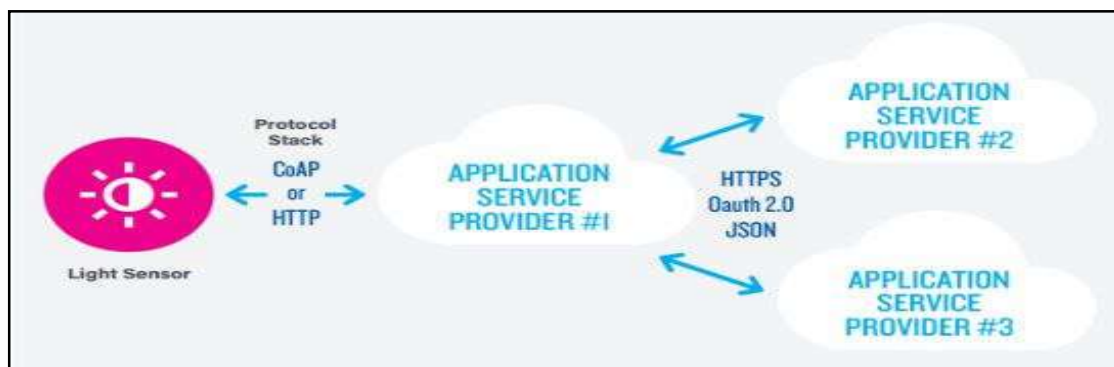 Protocol
Stack
CoAP
or
HTTP
Light Sensor
APPLICATION
SERVICE
PROVIDER #1
HTTPS
Oauth 2.0
JSON
APPLICATION
SERVICE
PROVIDER #2
APPLICATION
SERVICE
PROVIDER #3